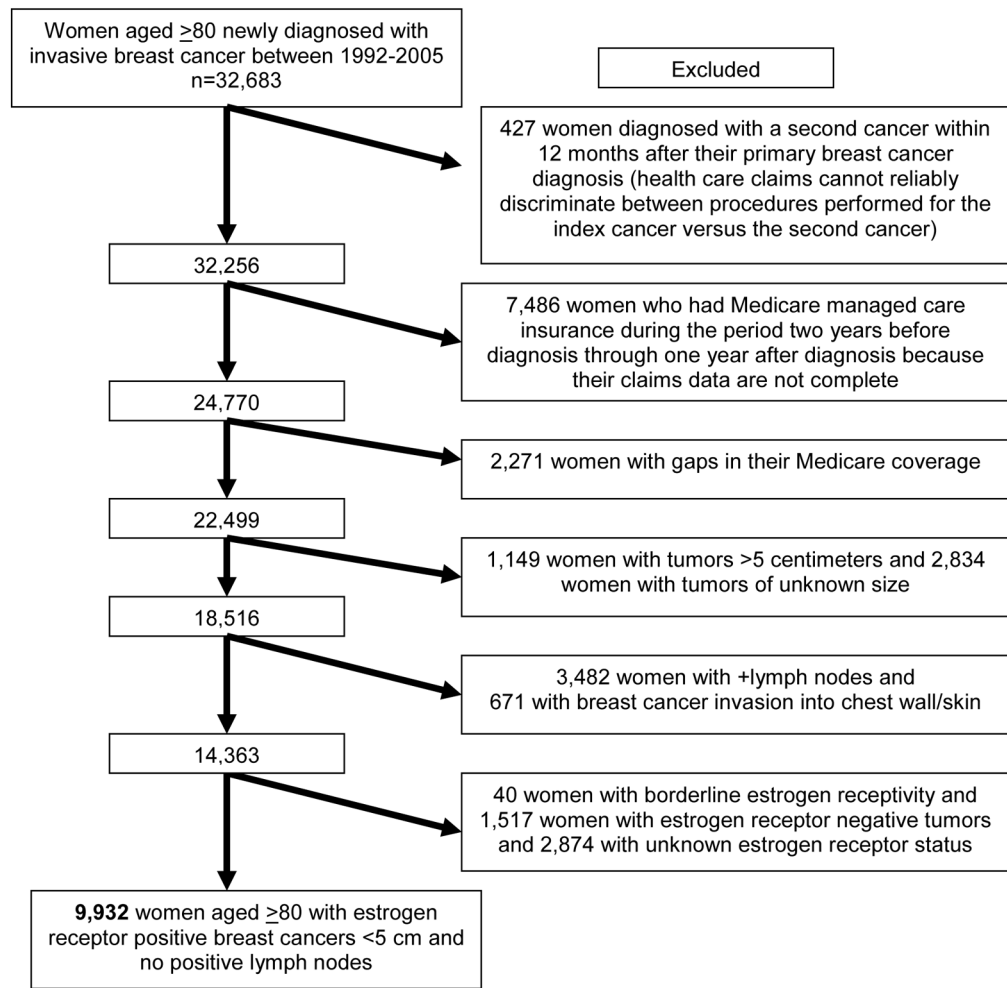 Women aged >80 newly diagnosed with
invasive breast cancer between 1992-2005
n=32,683
Excluded
427 women diagnosed with a second cancer within
12 months after their primary breast cancer
diagnosis (health care claims cannot reliably
discriminate between procedures performed for the
index cancer versus the second cancer)
32,256
7,486 women who had Medicare managed care
insurance during the period two years before
diagnosis through one year after diagnosis because
their claims data are not complete
24,770
2,271 women with gaps in their Medicare coverage
22,499
1,149 women with tumors >5 centimeters and 2,834
women with tumors of unknown size
18,516
3,482 women with +lymph nodes and
671 with breast cancer invasion into chest wall/skin
14,363
40 women with borderline estrogen receptivity and
1,517 women with estrogen receptor negative tumors
and 2,874 with unknown estrogen receptor status
9,932 women aged >80 with estrogen
receptor positive breast cancers <5 cm and
no positive lymph nodes